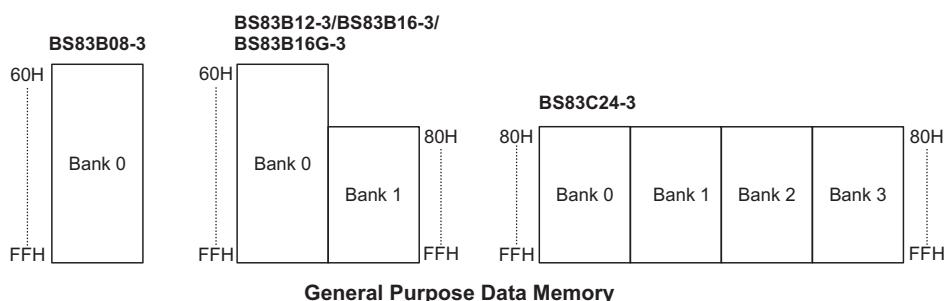 BS83B08-3
60H
Bank 0
FFH
BS83B12-3/BS83B16-3/
BS83B16G-3
60H
Bank 0
FFH
80H
Bank 1
FFH
BS83C24-3
80H
Bank 0
Bank 1
Bank 2
Bank 3
80H
FFH
FFH
General Purpose Data Memory